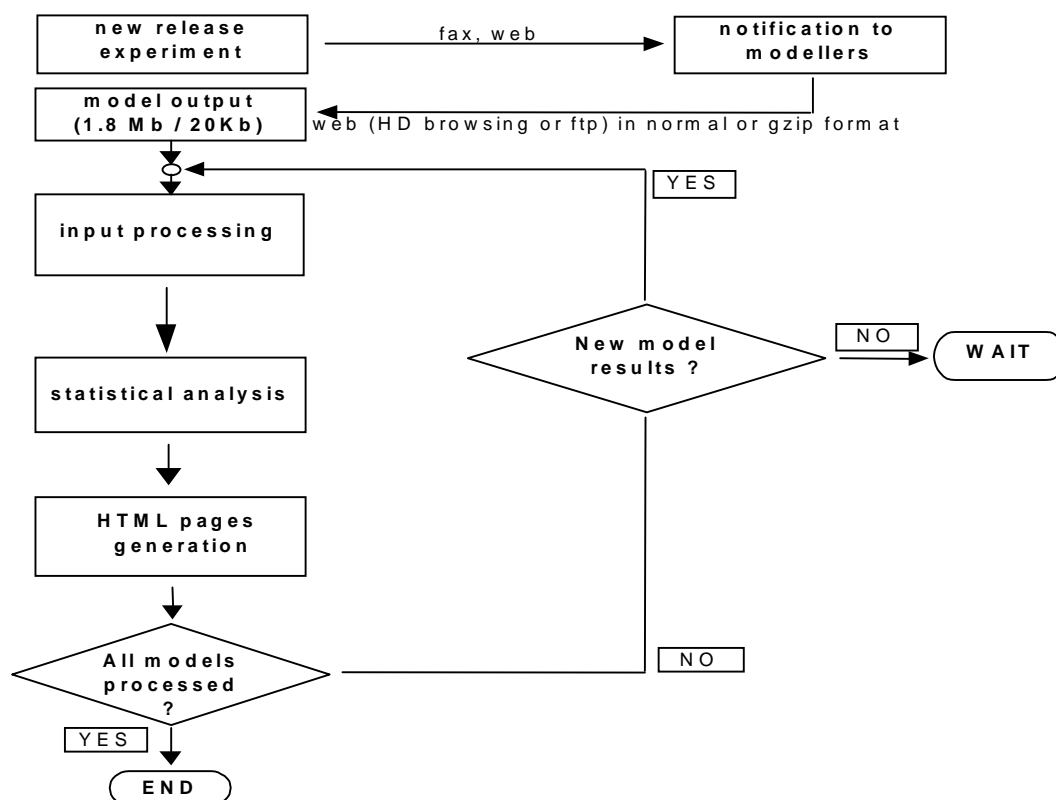 new release
experiment
fax, web
notification to
modellers
model output
(1.8 Mb / 20Kb)
web (HD browsing or ftp) in normal or gzip format
YES
input processing
New model
results ?
NO
WAIT
statistical analysis
HTML pages
generation
All models
processed
?
NO
YES
END